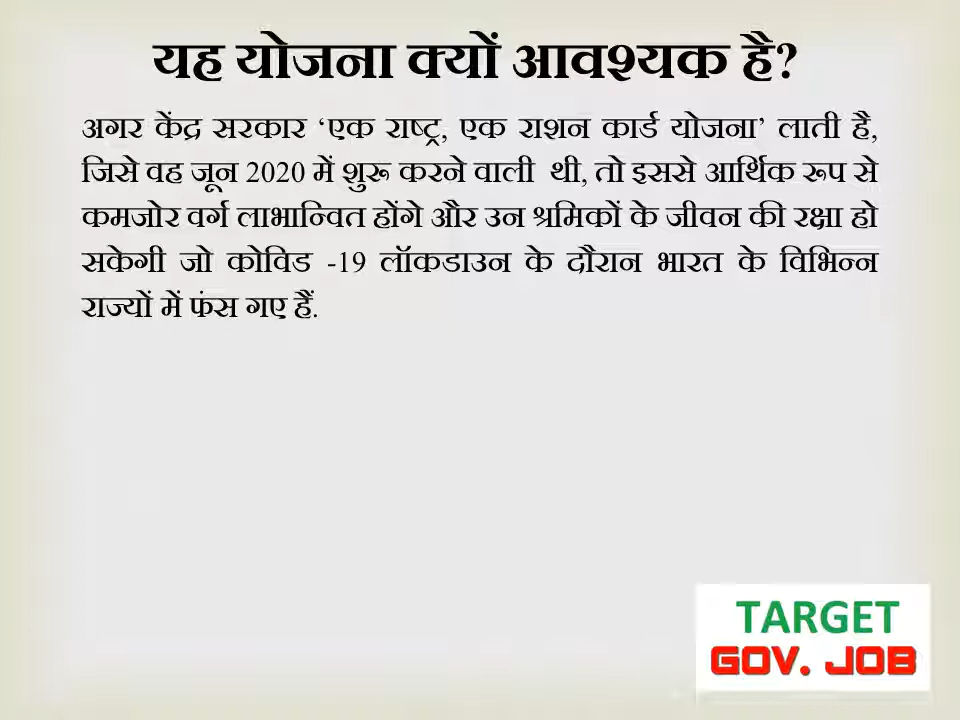 यह योजना क्यों आवश्यक है?
अगर केंद्र सरकार ‘एक राष्ट्र, एक राशन कार्ड योजना’ लाती है,
जिसे वह जून 2020 में शुरू करने वाली थी, तो इससे आर्थिक रूप से
कमजोर वर्ग लाभान्वित होंगे और उन श्रमिकों के जीवन की रक्षा हो
सकेगी जो कोविड -19 लॉकडाउन के दौरान भारत के विभिन्न
राज्यों में फंस गए हैं.
TARGET
GOV. JOB